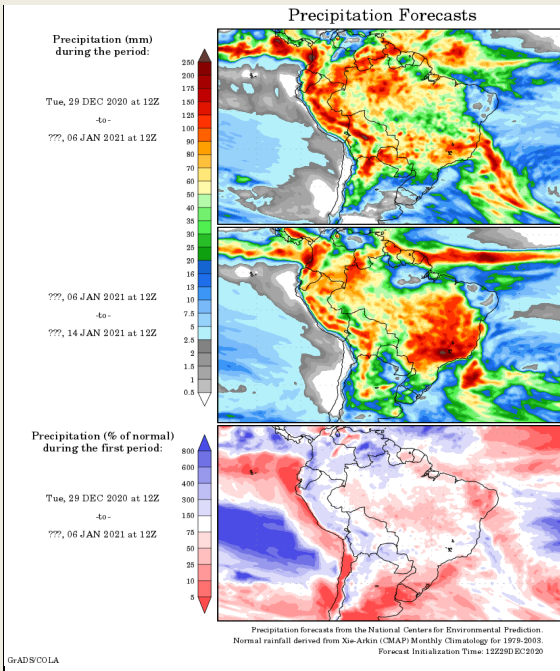 Precipitation Forecasts
Precipitation (mm)
during the period:
Tue, 29 DEC 2020 at 12Z
-to-
???, 06 JAN 2021 at 12Z
250
200
175
150
125
100
90
80
70
60
50
40
35
30
25
20
16
13
10
7.5
5
2.5
2
1.5
1
0.5
???, 06 JAN 2021 at 12Z
-to-
???, 14 JAN 2021 at 12Z
Precipitation (% of normal)
during the first period:
800
600
400
300
150
75
50
25
10
5
Tue, 29 DEC 2020 at 12Z
-to-
???, 06 JAN 2021 at 12Z
Precipitation forecasts from the National Centers for Environmental Prediction.
Normal rainfall derived from Xie-Arkin (CMAP) Monthly Climatology for 1979-2003.
Forecast Initialization Time: 12Z29DEC2020
GrADS/COLA